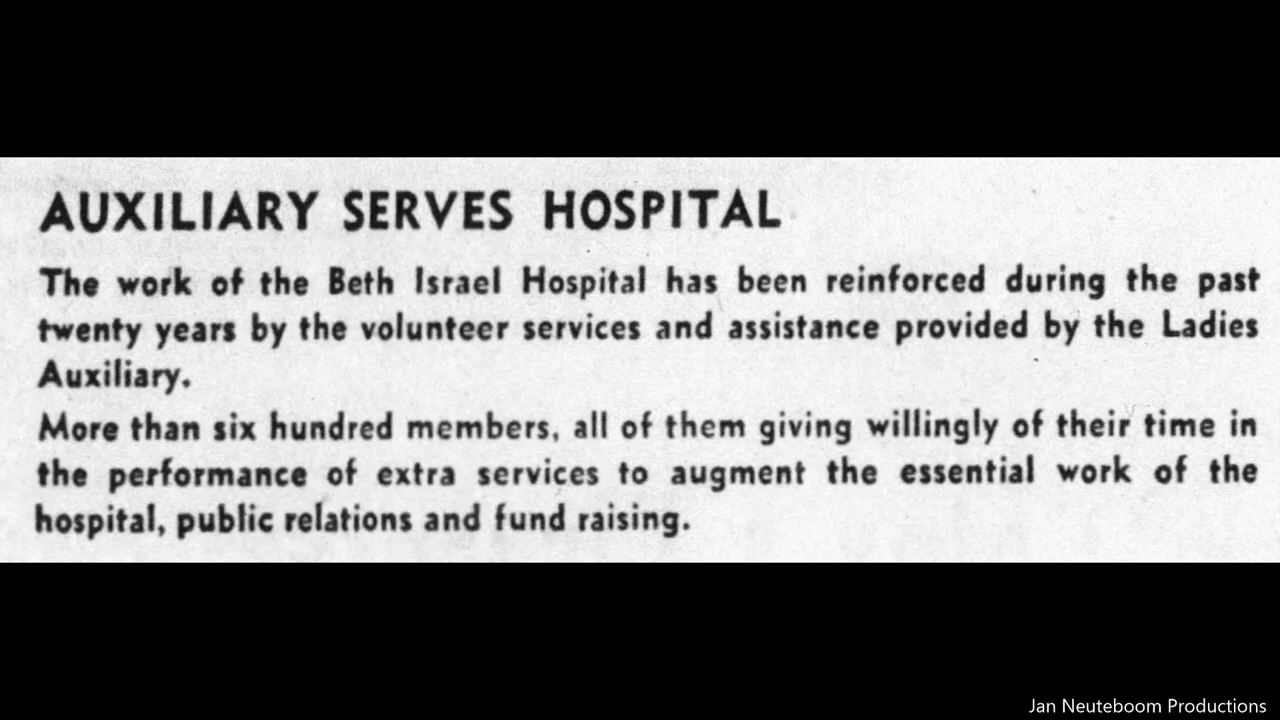 AUXILIARY SERVES HOSPITAL
The work of the Beth Israel Hospital has been reinforced during the past
twenty years by the volunteer services and assistance provided by the Ladies
Auxiliary.
More than six hundred members, all of them giving willingly of their time in
the performance of extra services to augment the essential work of the
hospital, public relations and fund raising.
Jan Neuteboom Productions